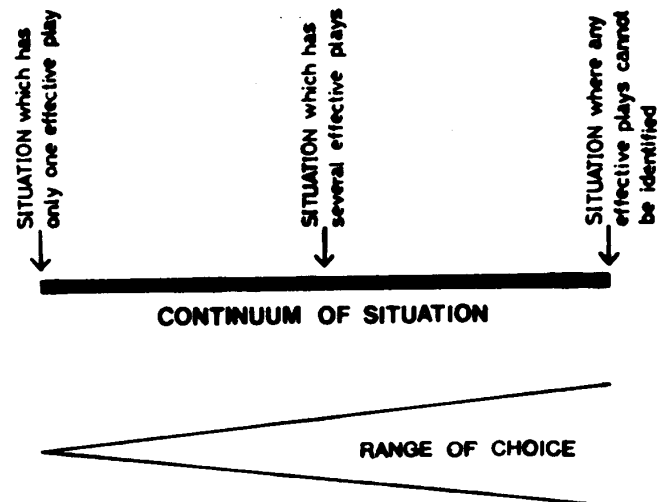 SITUATION which has
only one effective play
SITUATION which has
several effective plays
SITUATION where any
effective plays cannot
be identified
CONTINUUM OF SITUATION
RANGE OF CHOICE